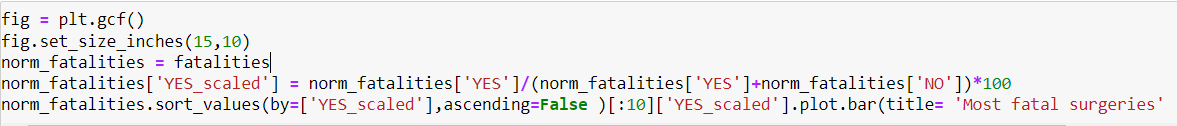 fig = plt.gcf()
fig.set_size_inches(15,10)
norm_fatalities = fatalities
norm_fatalities['YES_scaled'] = norm_fatalities['YES']/(norm_fatalities['YES']+norm_fatalities['NO'])*100
norm_fatalities.sort_values(by=['YES_scaled'],ascending=False )[:10]['YES_scaled'].plot.bar(title= 'Most fatal surgeries'